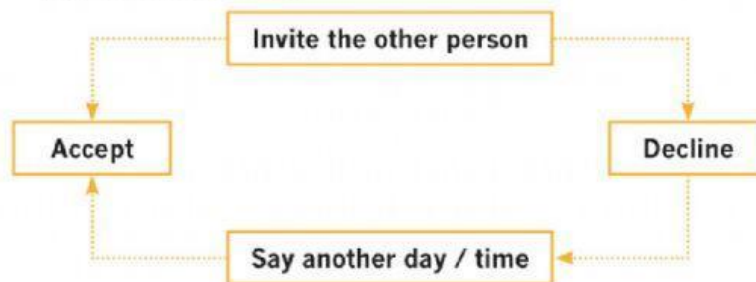 Invite the other person
Accept
Decline
Say another day / time